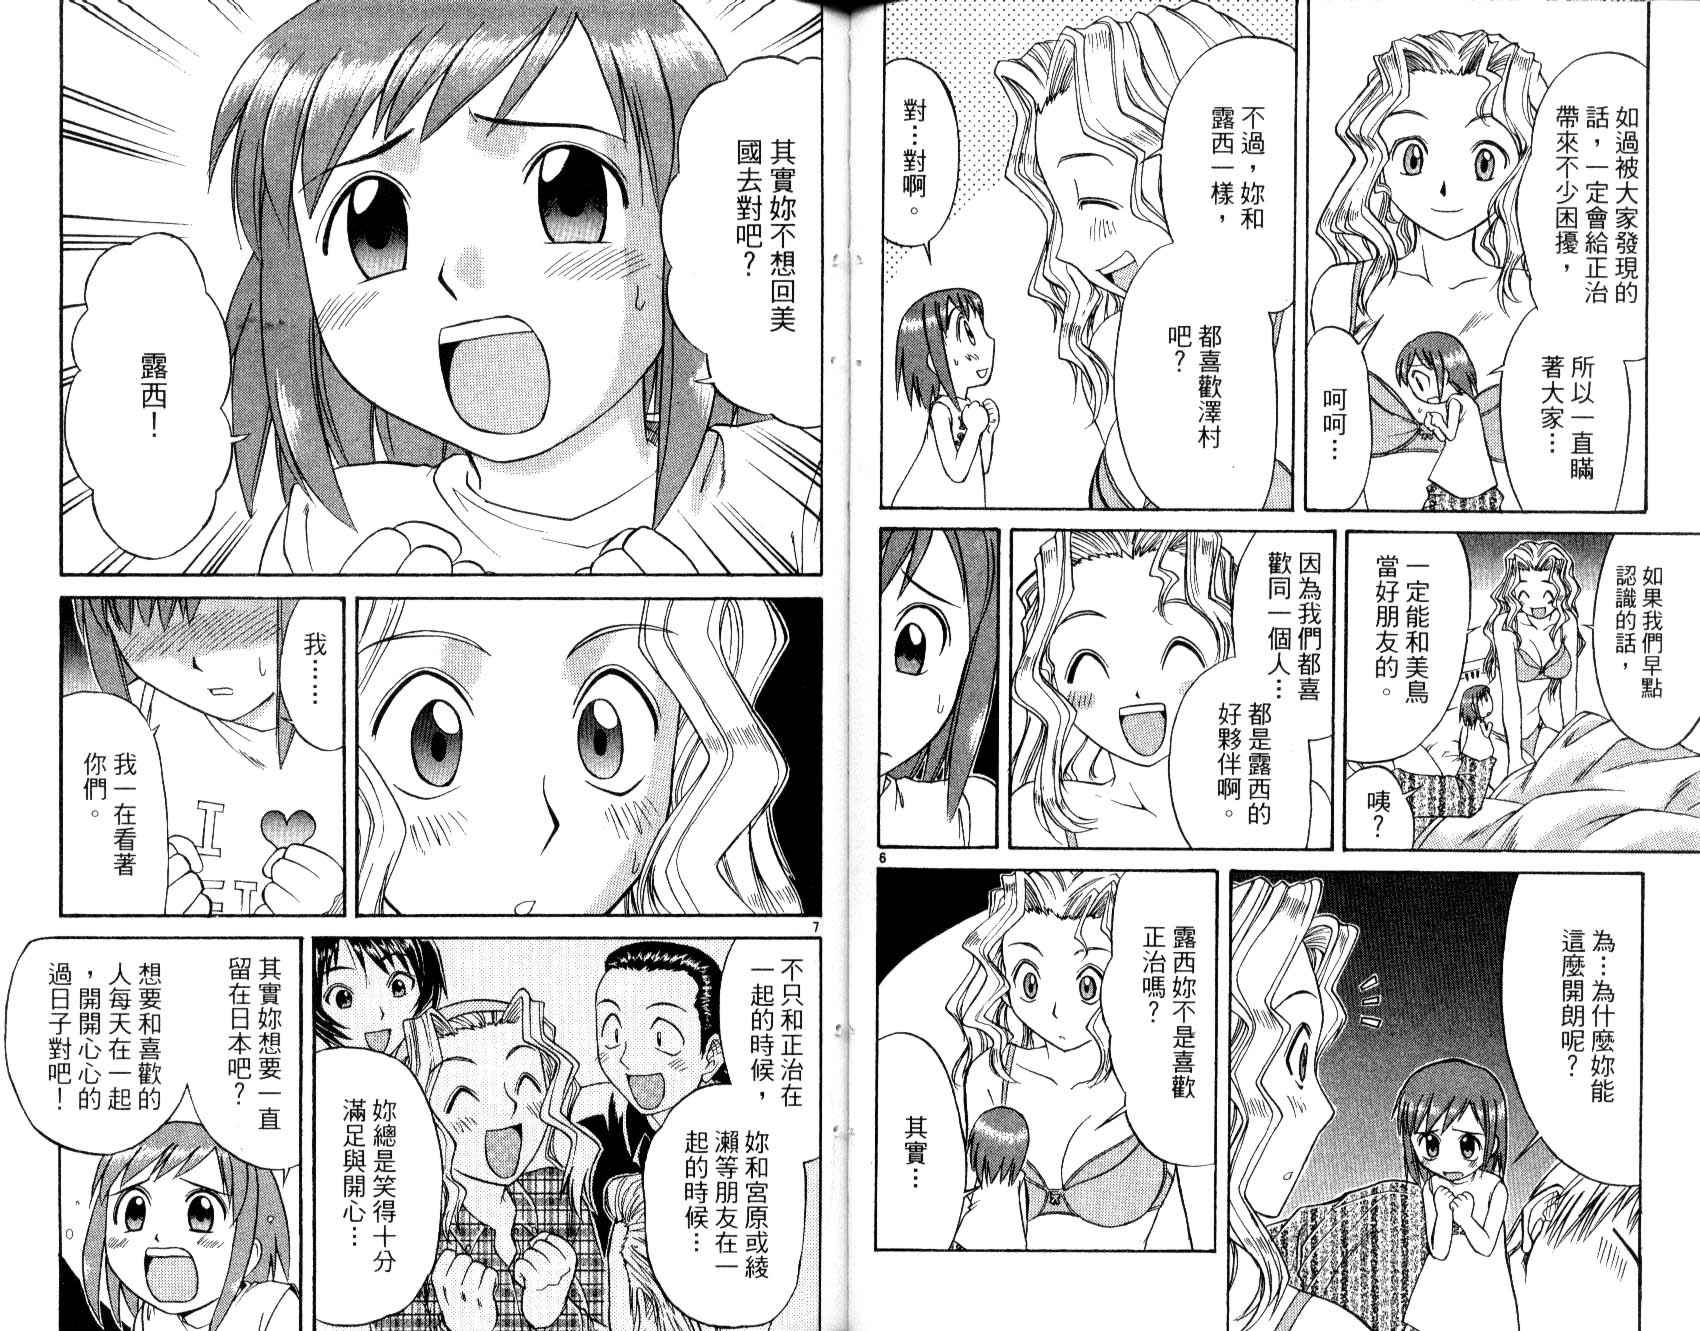 如過被大家發現的
話，一定會給正治
帶來不少困擾，
所以一直瞞
著大家…
呵呵…
不過，妳和
露西一樣，
都喜歡澤村
吧？
對…對啊。
如果我們早點
認識的話，
一定能和美鳥
當好朋友的。
咦？
因為我們都喜
歡同一個人…
都是露西的
好夥伴啊。
6
為…為什麼妳能
這麼開朗呢？
露西妳不是喜歡
正治嗎？
其實…
其實妳不想回美
國去對吧？
露西！
我……
我一在看著
你們。
I
7
不只和正治在
一起的時候，
妳和宮原或綾
瀨等朋友在一
起的時候…
妳總是笑得十分
滿足與開心…
其實妳想要一直
留在日本吧？
想要和喜歡的
人每天在一起
，開開心心的
過日子對吧！